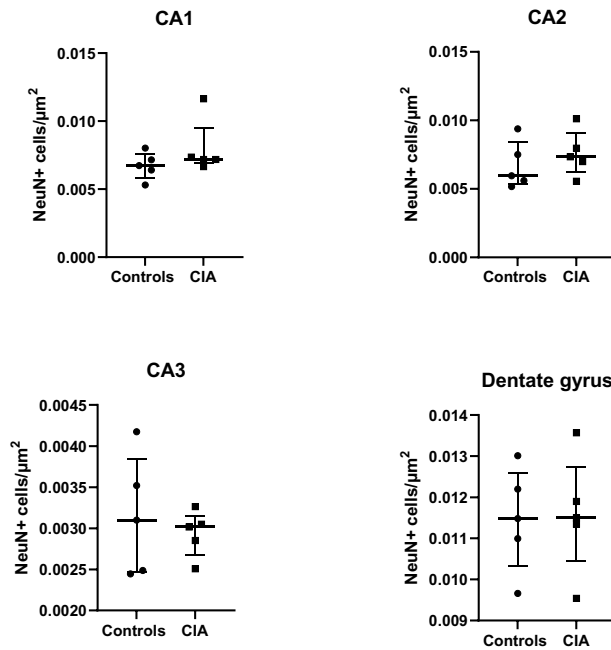 CA1
NeuN+ cells/µm²
0.015
0.010
0.005
0.000
Controls
CIA
CA2
NeuN+ cells/µm²
0.015
0.010
0.005
0.000
Controls
CIA
CA3
NeuN+ cells/µm²
0.0045
0.0040
0.0035
0.0030
0.0025
0.0020
Controls
CIA
Dentate gyrus
NeuN+ cells/µm²
0.014
0.013
0.012
0.011
0.010
0.009
Controls
CIA